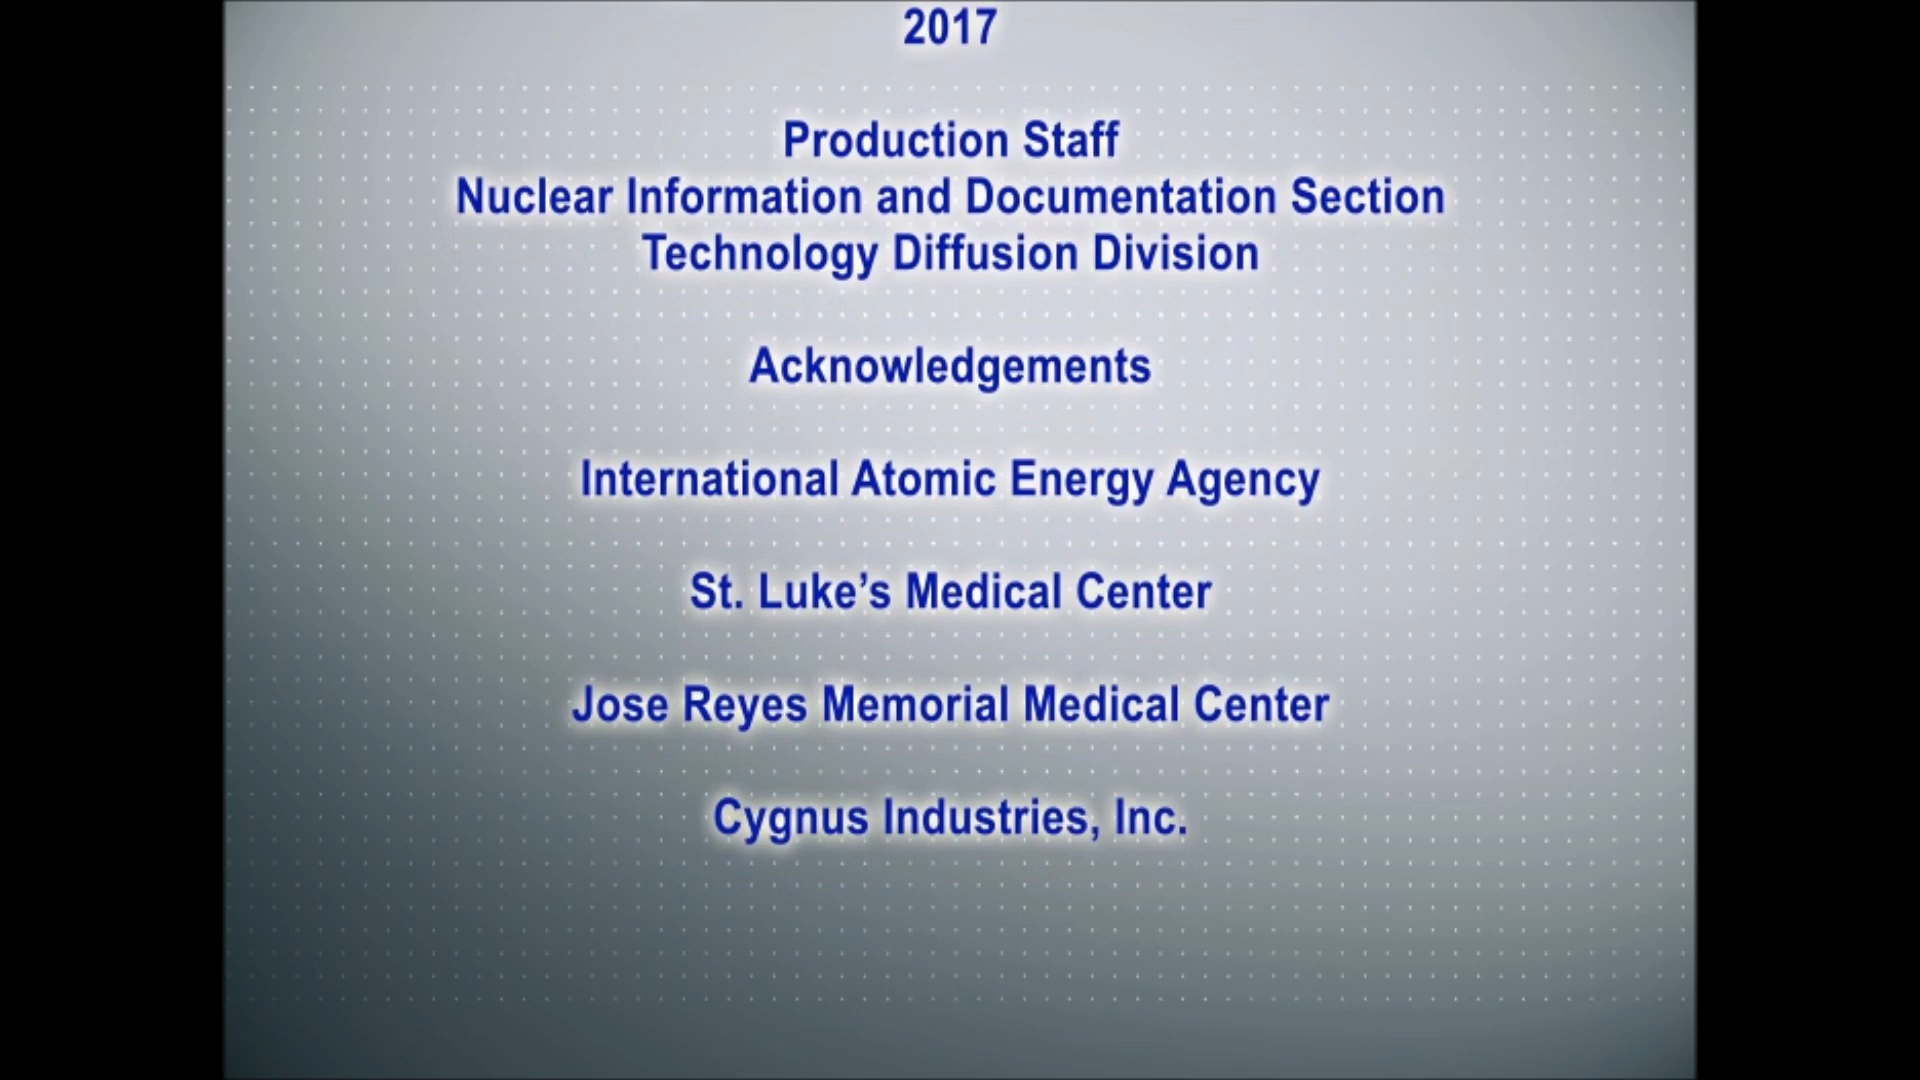 2017
Production Staff
Nuclear Information and Documentation Section
Technology Diffusion Division
Acknowledgements
International Atomic Energy Agency
St. Luke’s Medical Center
Jose Reyes Memorial Medical Center
Cygnus Industries, Inc.